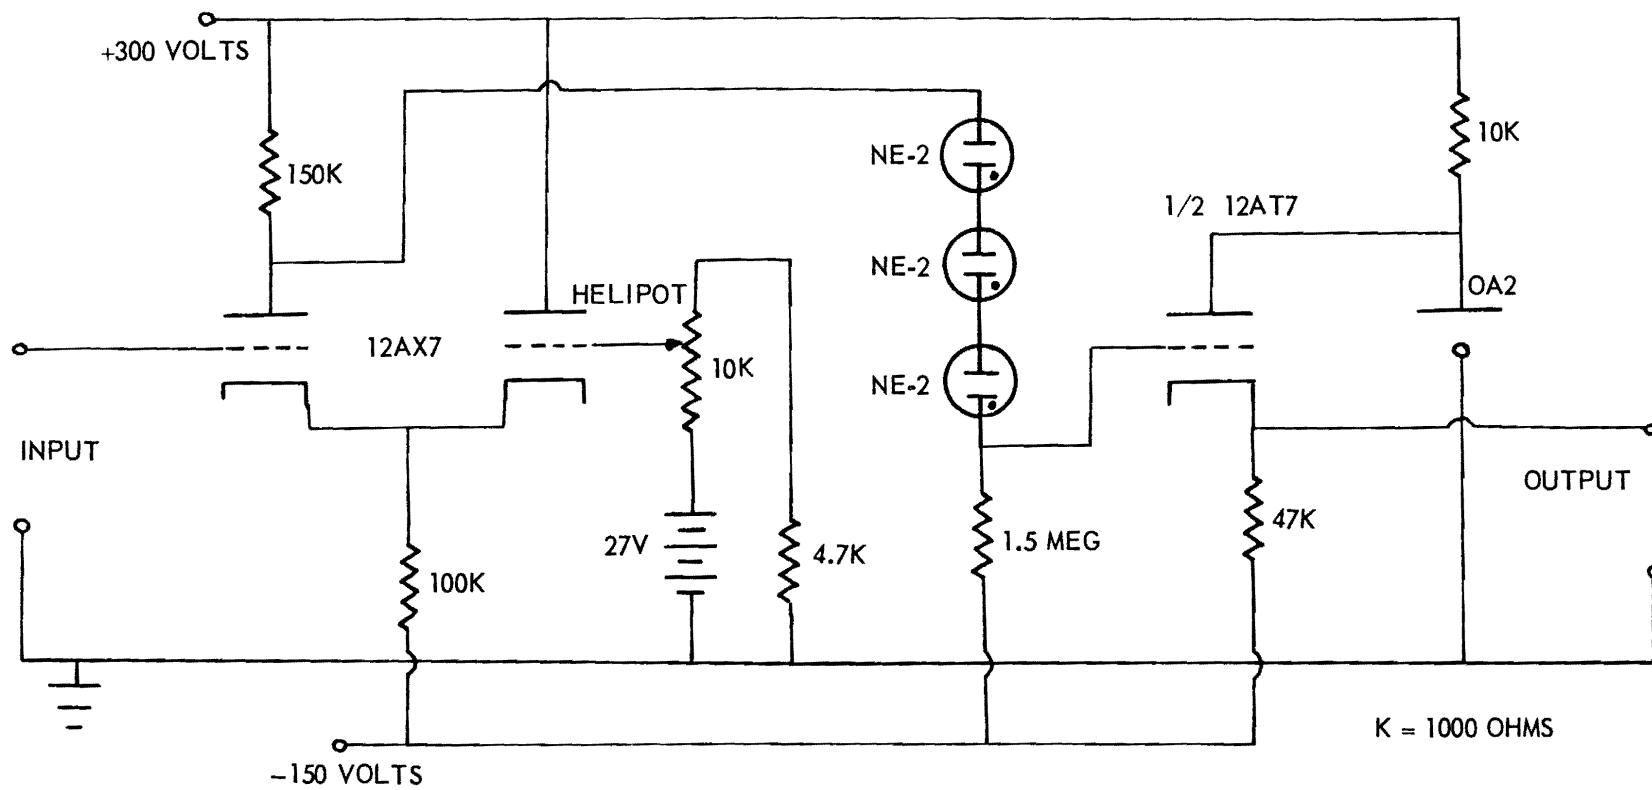 +300 VOLTS
150K
NE-2
10K
1/2 12AT7
NE-2
HELIPOT
OA2
12AX7
10K
NE-2
INPUT
OUTPUT
27V
4.7K
1.5 MEG
47K
100K
K = 1000 OHMS
-150 VOLTS